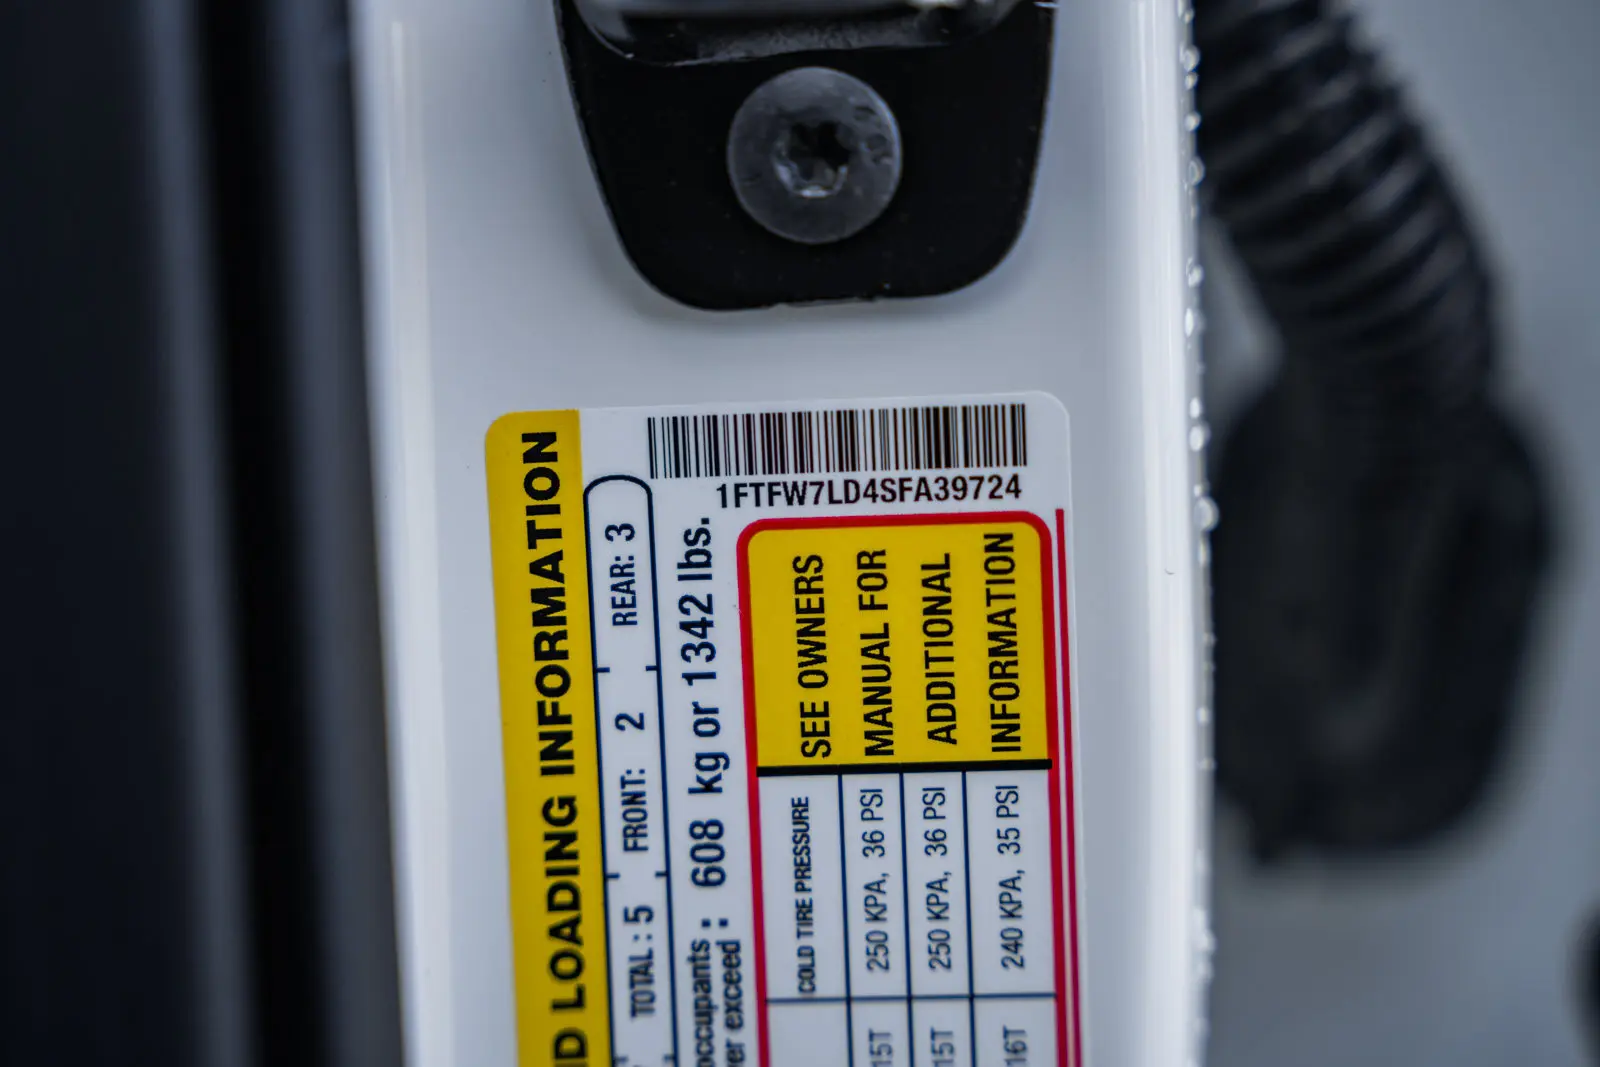 1FTFW7LD4SFA39724
ND LOADING INFORMATION
TOTAL : 5 FRONT: 2 REAR: 3
occupants :
er exceed : 608 kg or 1342 lbs.
SEE OWNERS
MANUAL FOR
ADDITIONAL
INFORMATION
COLD TIRE PRESSURE
15T 250 KPA, 36 PSI
15T 250 KPA, 36 PSI
16T 240 KPA, 35 PSI